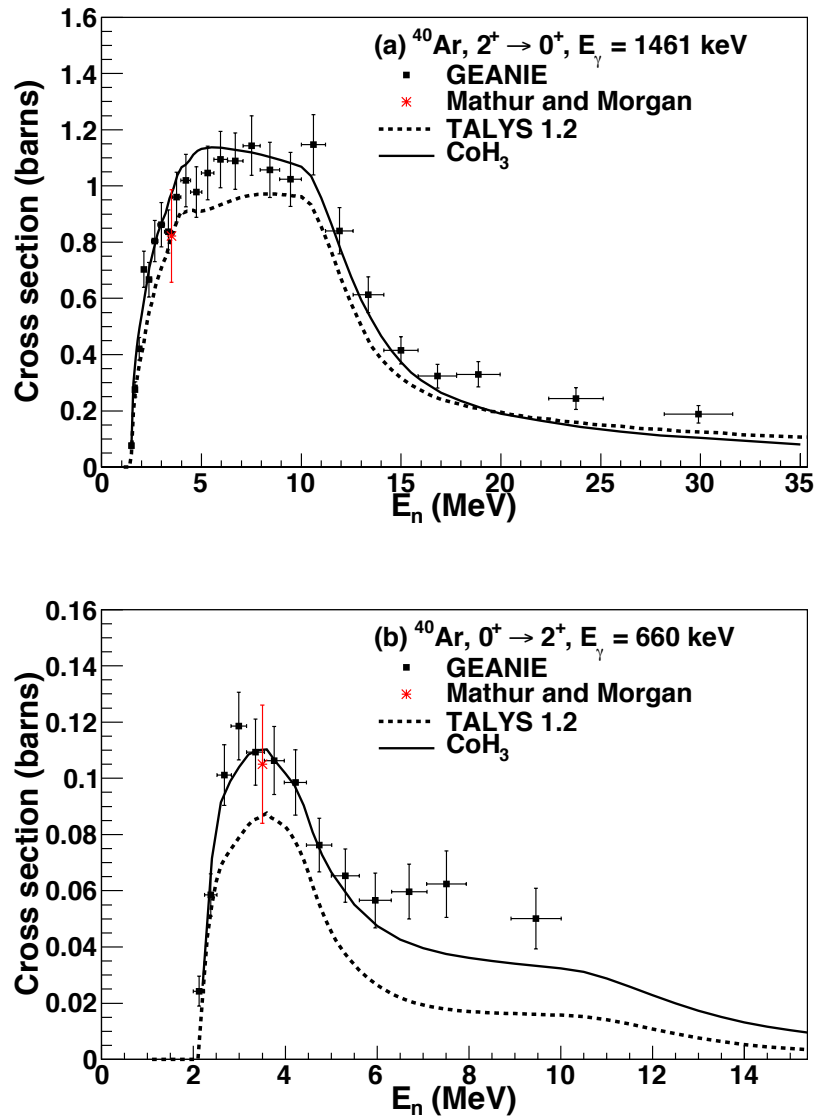 (a) ⁴⁰Ar, 2⁺ → 0⁺, E_γ = 1461 keV
GEANIE
Mathur and Morgan
TALYS 1.2
CoH₃
Cross section (barns)
1.6
1.4
1.2
1
0.8
0.6
0.4
0.2
0
0 5 10 15 20 25 30 35
Eₙ (MeV)
(b) ⁴⁰Ar, 0⁺ → 2⁺, E_γ = 660 keV
GEANIE
Mathur and Morgan
TALYS 1.2
CoH₃
Cross section (barns)
0.16
0.14
0.12
0.1
0.08
0.06
0.04
0.02
0
0 2 4 6 8 10 12 14
Eₙ (MeV)